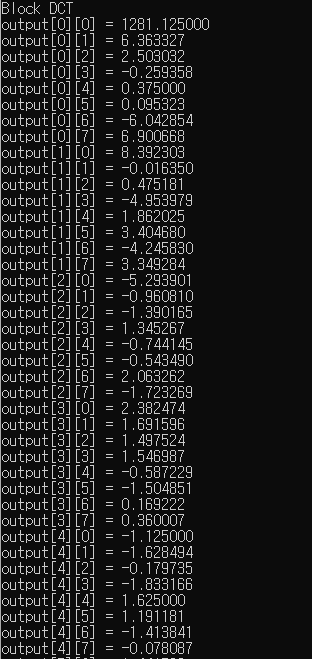 Block DCT
output[0][0] = 1281.125000
output[0][1] = 6.363327
output[0][2] = 2.503032
output[0][3] = -0.259358
output[0][4] = 0.375000
output[0][5] = 0.095323
output[0][6] = -6.042854
output[0][7] = 6.900668
output[1][0] = 8.392303
output[1][1] = -0.016350
output[1][2] = 0.475181
output[1][3] = -4.953979
output[1][4] = 1.862025
output[1][5] = 3.404680
output[1][6] = -4.245830
output[1][7] = 3.349284
output[2][0] = -5.293901
output[2][1] = -0.960810
output[2][2] = -1.390165
output[2][3] = 1.345267
output[2][4] = -0.744145
output[2][5] = -0.543490
output[2][6] = 2.063262
output[2][7] = -1.723269
output[3][0] = 2.382474
output[3][1] = 1.691596
output[3][2] = 1.497524
output[3][3] = 1.546987
output[3][4] = -0.587229
output[3][5] = -1.504851
output[3][6] = 0.169222
output[3][7] = 0.360007
output[4][0] = -1.125000
output[4][1] = -1.628494
output[4][2] = -0.179735
output[4][3] = -1.833166
output[4][4] = 1.625000
output[4][5] = 1.191181
output[4][6] = -1.413841
output[4][7] = -0.078087